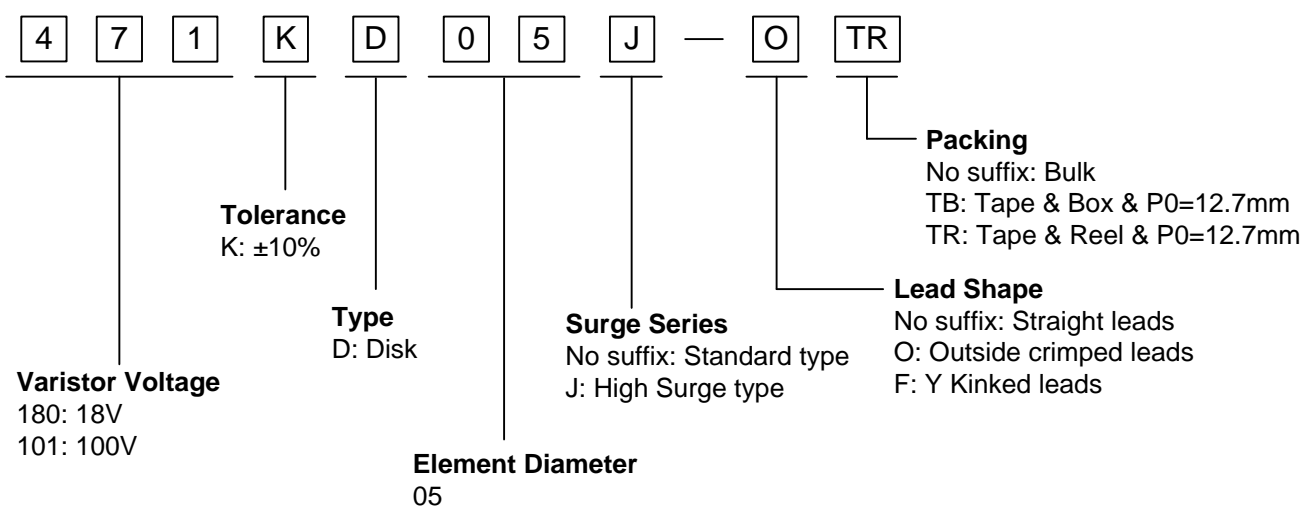 4 7 1 K D 0 5 J — O TR
Packing
No suffix: Bulk
TB: Tape & Box & P0=12.7mm
TR: Tape & Reel & P0=12.7mm
Tolerance
K: ±10%
Lead Shape
No suffix: Straight leads
O: Outside crimped leads
F: Y Kinked leads
Type
D: Disk
Surge Series
No suffix: Standard type
J: High Surge type
Varistor Voltage
180: 18V
101: 100V
Element Diameter
05